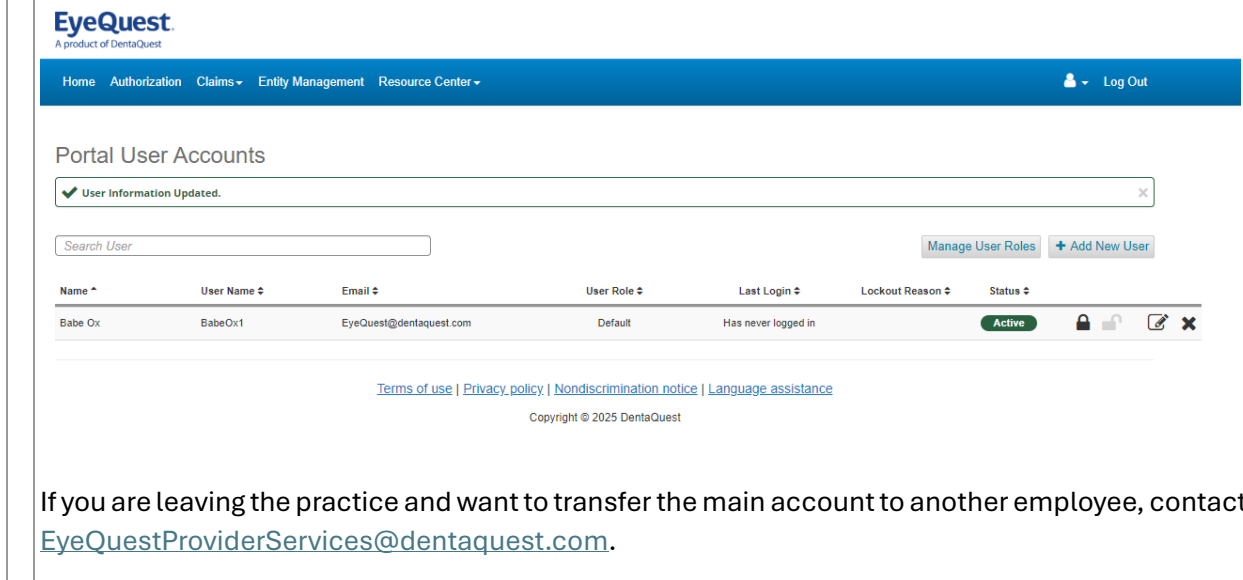 EyeQuest.
A product of DentaQuest
Home Authorization Claims Entity Management Resource Center Log Out
Portal User Accounts
User Information Updated.
Search User Manage User Roles + Add New User
Name User Name Email User Role Last Login Lockout Reason Status
Babe Ox BabeOx1 EyeQuest@dentaquest.com Default Has never logged in Active
Terms of use | Privacy policy | Nondiscrimination notice | Language assistance
Copyright © 2025 DentaQuest
If you are leaving the practice and want to transfer the main account to another employee, contact
EyeQuestProviderServices@dentaquest.com.